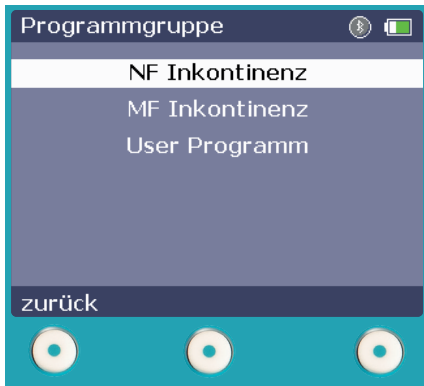 Programmgruppe
NF Inkontinenz
MF Inkontinenz
User Programm
zurück